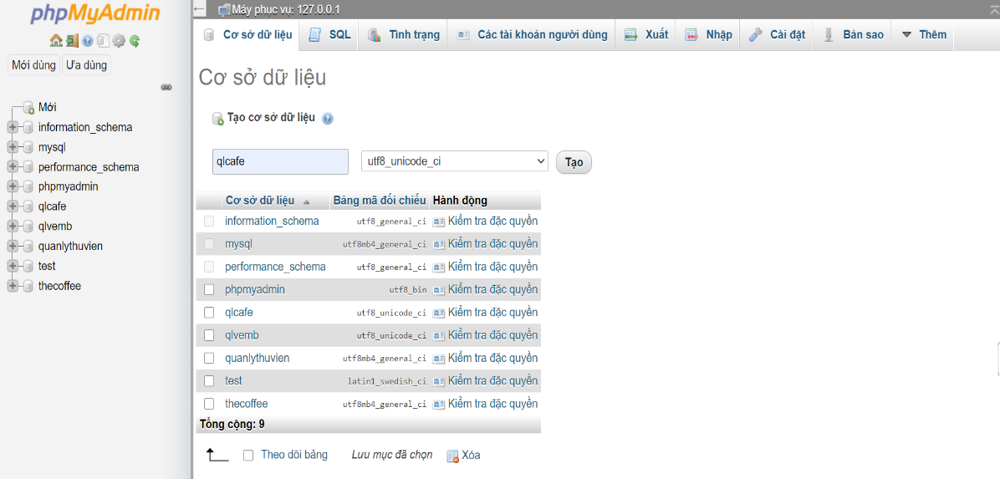 phpMyAdmin
Mới dùng Ưa dùng
Mới
information_schema
mysql
performance_schema
phpmyadmin
qlcafe
qlvemb
quanlythuvien
test
thecoffee
Máy phục vụ: 127.0.0.1
Cơ sở dữ liệu SQL Tình trạng Các tài khoản người dùng Xuất Nhập Cài đặt Bản sao Thêm
Cơ sở dữ liệu
Tạo cơ sở dữ liệu
qlcafe utf8_unicode_ci Tạo
Cơ sở dữ liệu Bảng mã đối chiếu Hành động
information_schema utf8_general_ci Kiểm tra đặc quyền
mysql utf8mb4_general_ci Kiểm tra đặc quyền
performance_schema utf8_general_ci Kiểm tra đặc quyền
phpmyadmin utf8_bin Kiểm tra đặc quyền
qlcafe utf8_unicode_ci Kiểm tra đặc quyền
qlvemb utf8_unicode_ci Kiểm tra đặc quyền
quanlythuvien utf8mb4_general_ci Kiểm tra đặc quyền
test latin1_swedish_ci Kiểm tra đặc quyền
thecoffee utf8mb4_general_ci Kiểm tra đặc quyền
Tổng cộng: 9
Theo dõi bảng Lưu mục đã chọn Xóa